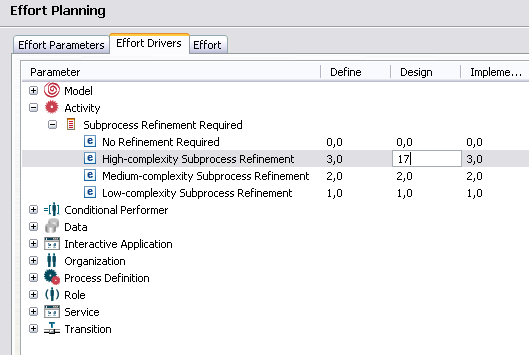 Effort Planning
Effort Parameters Effort Drivers Effort
Parameter Define Design Impleme...
Model
Activity
Subprocess Refinement Required
No Refinement Required 0,0 0,0 0,0
High-complexity Subprocess Refinement 3,0 17 3,0
Medium-complexity Subprocess Refinement 2,0 2,0 2,0
Low-complexity Subprocess Refinement 1,0 1,0 1,0
Conditional Performer
Data
Interactive Application
Organization
Process Definition
Role
Service
Transition